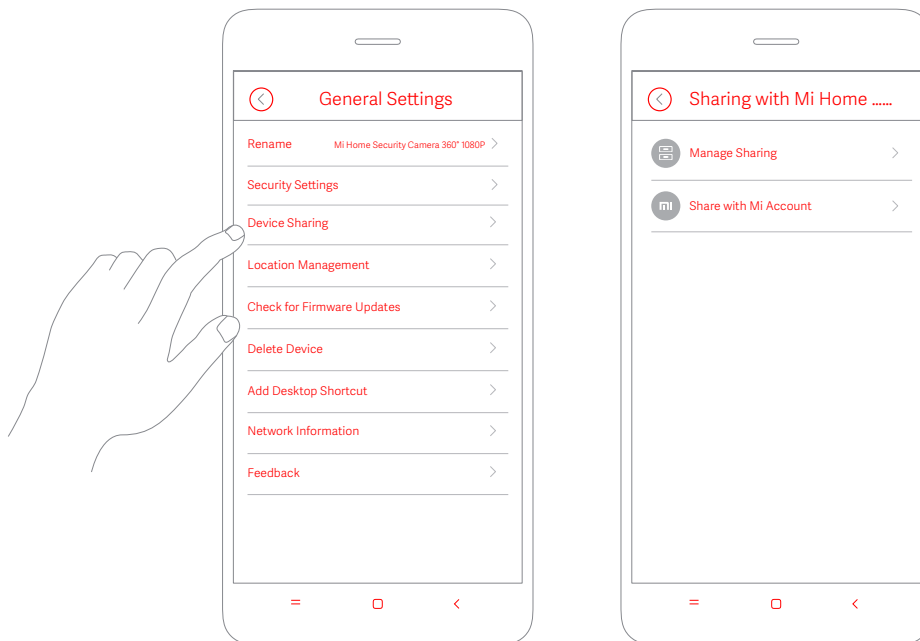 General Settings
Rename Mi Home Security Camera 360° 1080P
Security Settings
Device Sharing
Location Management
Check for Firmware Updates
Delete Device
Add Desktop Shortcut
Network Information
Feedback
Sharing with Mi Home ......
Manage Sharing
Share with Mi Account